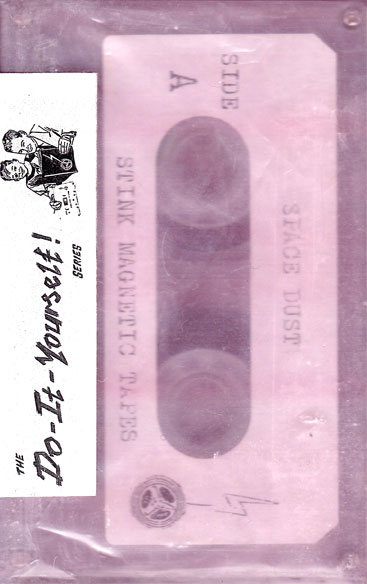 THE
Do-It-Yourself!
SERIES
SIDE
A
SPACE DUST
STINK MAGNETIC TAPES